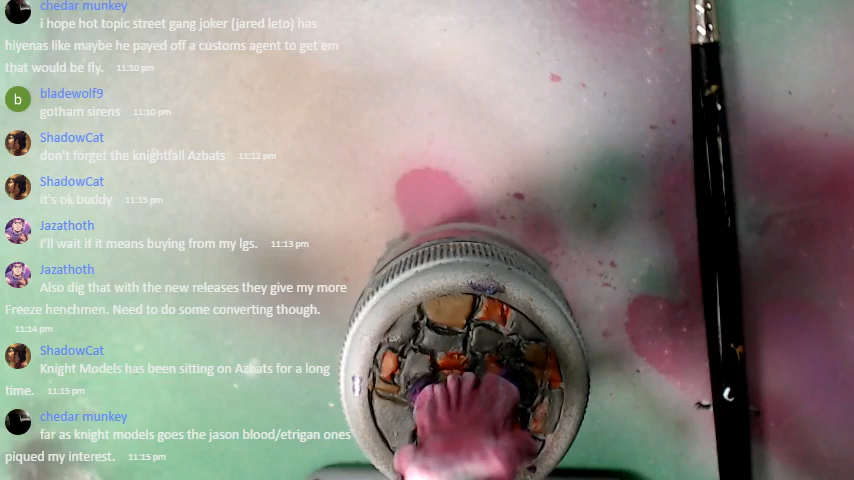 chedar munkey
i hope hot topic street gang joker (jared leto) has
hiyenas like maybe he payed off a customs agent to get em
that would be fly. 11:10 pm
b
bladewolf9
gotham sirens 11:10 pm
ShadowCat
don't forget the knightfall Azbats 11:12 pm
ShadowCat
it's ok buddy 11:13 pm
Jazathoth
I'll wait if it means buying from my lgs. 11:13 pm
Jazathoth
Also dig that with the new releases they give my more
Freeze henchmen. Need to do some converting though.
11:14 pm
ShadowCat
Knight Models has been sitting on Azbats for a long
time. 11:15 pm
chedar munkey
far as knight models goes the jason blood/etrigan ones
piqued my interest. 11:15 pm